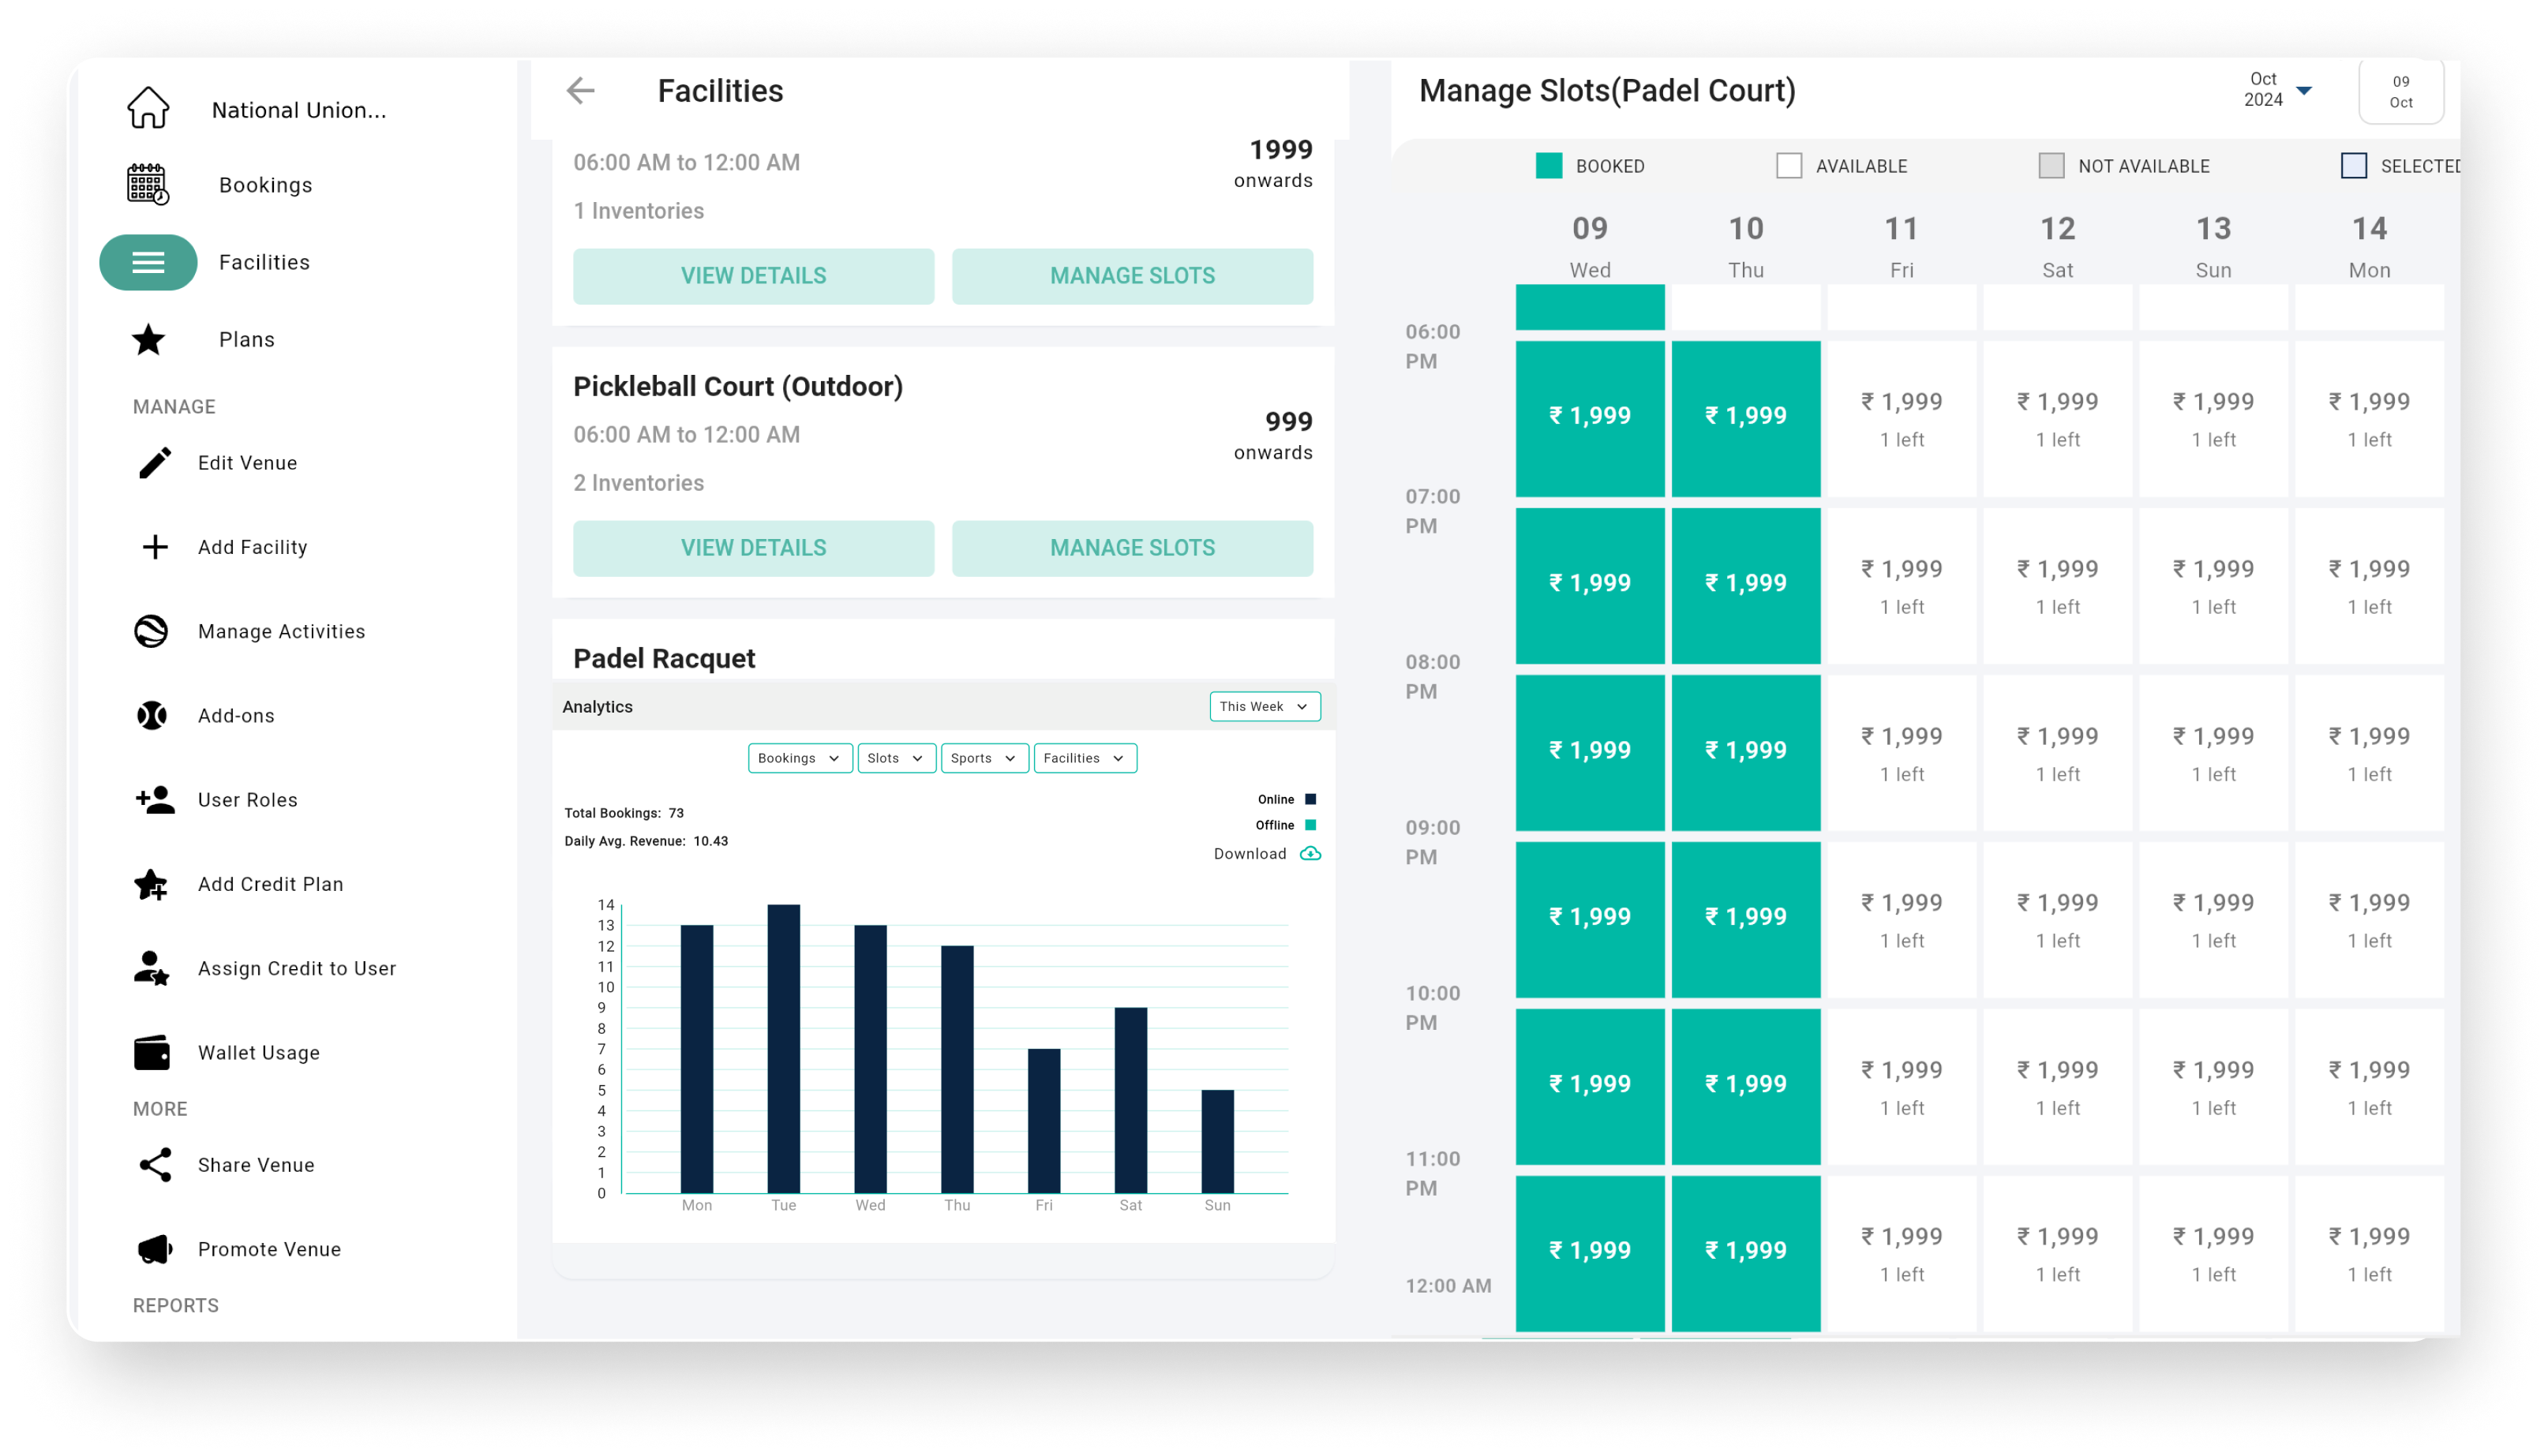 National Union...
Bookings
Facilities
Plans
MANAGE
Edit Venue
Add Facility
Manage Activities
Add-ons
User Roles
Add Credit Plan
Assign Credit to User
Wallet Usage
MORE
Share Venue
Promote Venue
REPORTS
Facilities
06:00 AM to 12:00 AM
1999
onwards
1 Inventories
VIEW DETAILS MANAGE SLOTS
Pickleball Court (Outdoor)
06:00 AM to 12:00 AM
999
onwards
2 Inventories
VIEW DETAILS MANAGE SLOTS
Padel Racquet
Analytics This Week
Bookings Slots Sports Facilities
Online
Total Bookings: 73
Offline
Daily Avg. Revenue: 10.43
Download
14
13
12
11
10
9
8
7
6
5
4
3
2
1
0
Mon Tue Wed Thu Fri Sat Sun
Manage Slots(Padel Court)
Oct
2024
09
Oct
BOOKED AVAILABLE NOT AVAILABLE SELECTED
09 10 11 12 13 14
Wed Thu Fri Sat Sun Mon
06:00
PM
₹ 1,999 ₹ 1,999 ₹ 1,999 ₹ 1,999 ₹ 1,999 ₹ 1,999
1 left 1 left 1 left 1 left
07:00
PM
₹ 1,999 ₹ 1,999 ₹ 1,999 ₹ 1,999 ₹ 1,999 ₹ 1,999
1 left 1 left 1 left 1 left
08:00
PM
₹ 1,999 ₹ 1,999 ₹ 1,999 ₹ 1,999 ₹ 1,999 ₹ 1,999
1 left 1 left 1 left 1 left
09:00
PM
₹ 1,999 ₹ 1,999 ₹ 1,999 ₹ 1,999 ₹ 1,999 ₹ 1,999
1 left 1 left 1 left 1 left
10:00
PM
₹ 1,999 ₹ 1,999 ₹ 1,999 ₹ 1,999 ₹ 1,999 ₹ 1,999
1 left 1 left 1 left 1 left
11:00
PM
₹ 1,999 ₹ 1,999 ₹ 1,999 ₹ 1,999 ₹ 1,999 ₹ 1,999
1 left 1 left 1 left 1 left
12:00 AM